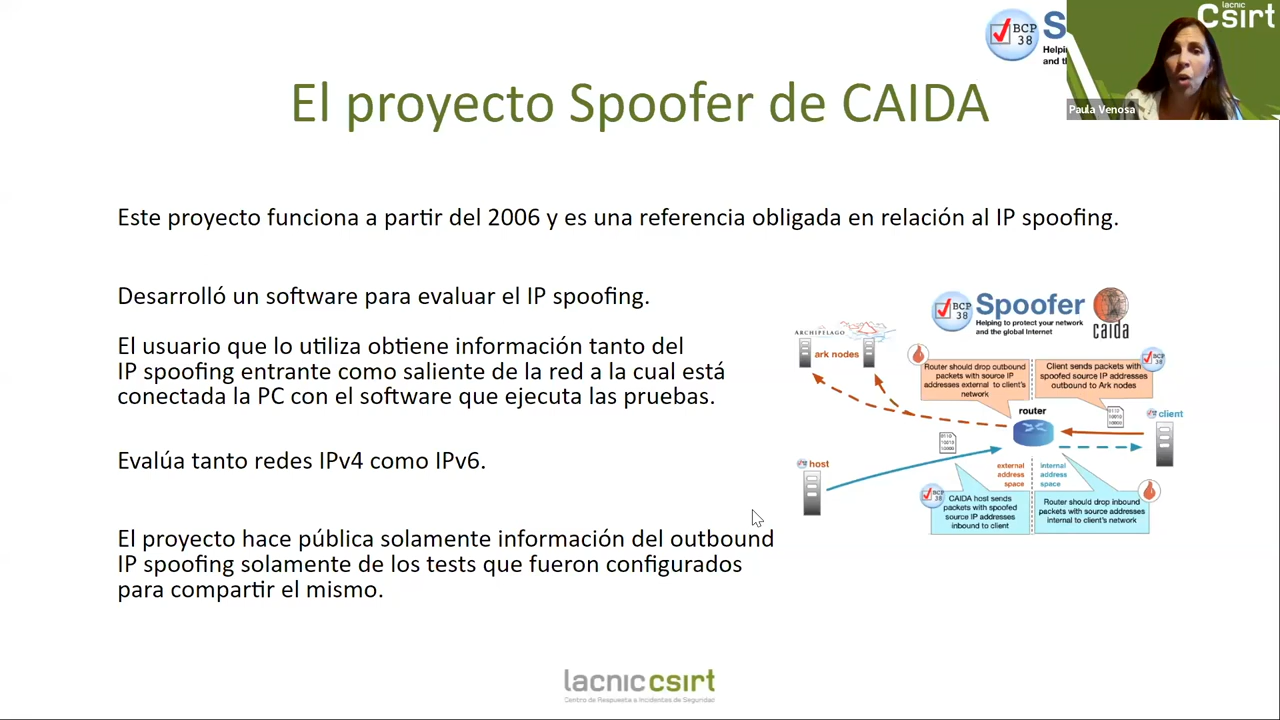 BCP
38
S
Helpi
and the
lacnic
Csirt
Paula Venosa
El proyecto Spoofer de CAIDA
Este proyecto funciona a partir del 2006 y es una referencia obligada en relación al IP spoofing.
Desarrolló un software para evaluar el IP spoofing.
El usuario que lo utiliza obtiene información tanto del
IP spoofing entrante como saliente de la red a la cual está
conectada la PC con el software que ejecuta las pruebas.
Evalúa tanto redes IPv4 como IPv6.
El proyecto hace pública solamente información del outbound
IP spoofing solamente de los tests que fueron configurados
para compartir el mismo.
BCP
38
Spoofer
Helping to protect your network
and the global Internet
caida
ARCHIPELAGO
ark nodes
Router should drop outbound
packets with source IP
addresses external to client's
network
Client sends packets with
spoofed source IP addresses
outbound to Ark nodes
router
client
host
external
address
space
internal
address
space
CAIDA host sends
packets with spoofed
source IP addresses
inbound to client
Router should drop inbound
packets with source addresses
internal to client's network
lacnic csirt
Centro de Respuesta a Incidentes de Seguridad